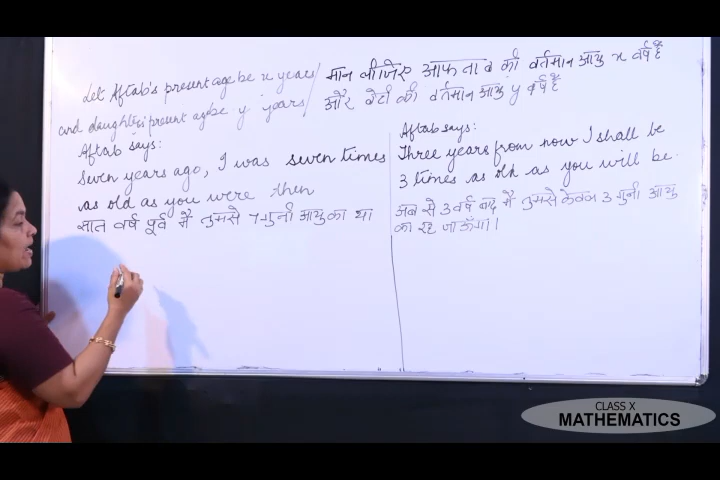 Let Aftab's present age be x years / मान लीजिए आफताब की वर्तमान आयु x वर्ष है
and daughter's present age be y years / और बेटी की वर्तमान आयु y वर्ष है
Aftab says:
Seven years ago, I was seven times
as old as you were then
सात वर्ष पूर्व मैं तुमसे 7 गुनी आयु का था
Aftab says:
Three years from now I shall be
3 times as old as you will be.
अब से 3 वर्ष बाद मैं तुमसे केवल 3 गुनी आयु
का रह जाऊँगा।
CLASS X
MATHEMATICS